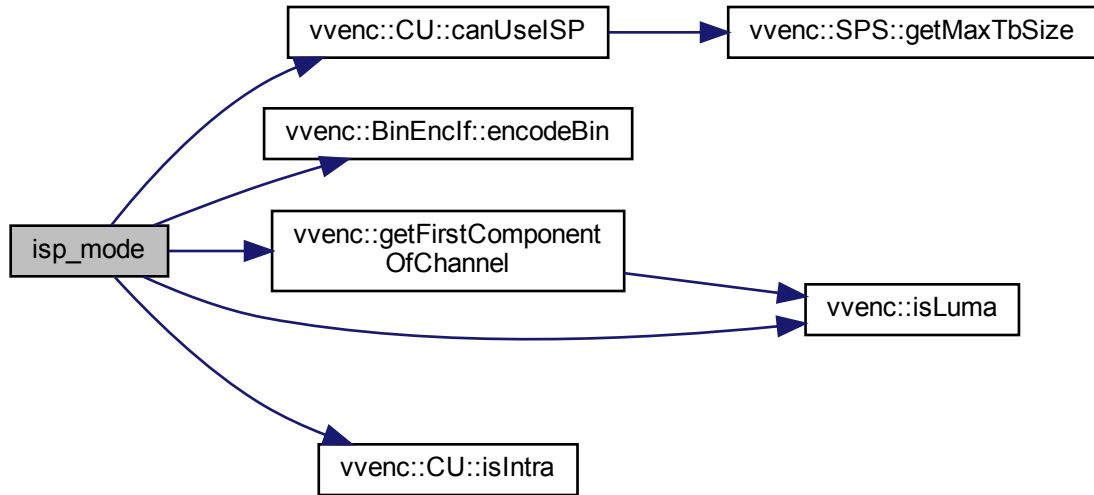 vvenc::CU::canUseISP
vvenc::SPS::getMaxTbSize
vvenc::BinEncIf::encodeBin
isp_mode
vvenc::getFirstComponent
OfChannel
vvenc::isLuma
vvenc::CU::isIntra